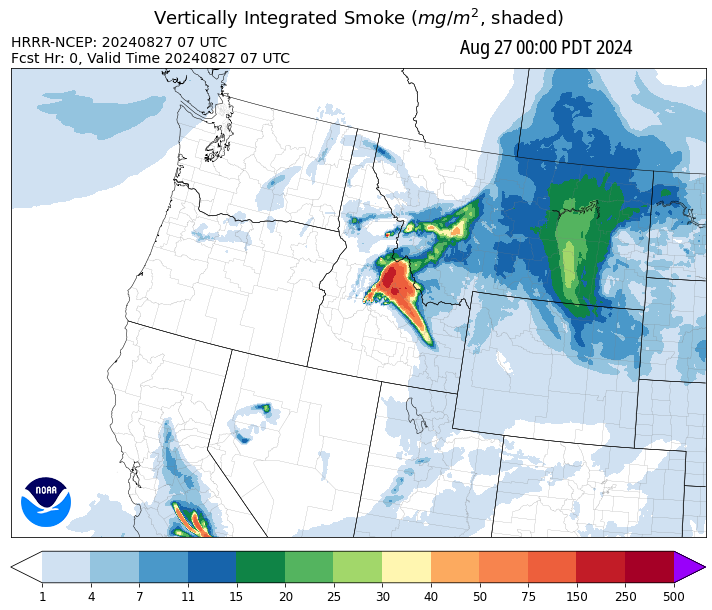 Vertically Integrated Smoke (mg/m², shaded)
HRRR-NCEP: 20240827 07 UTC
Aug 27 00:00 PDT 2024
Fcst Hr: 0, Valid Time 20240827 07 UTC
NOAA
1 4 7 11 15 20 25 30 40 50 75 150 250 500